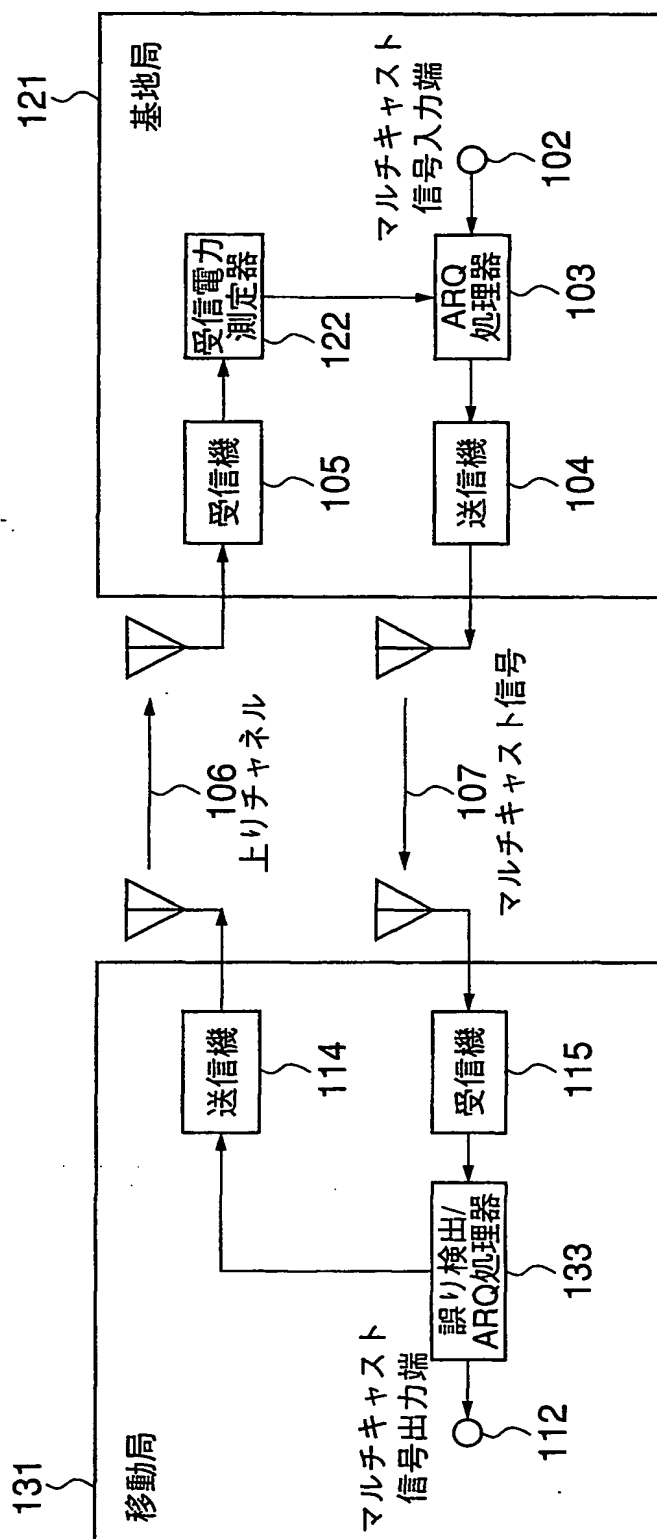 131
移動局
送信機
114
マルチキャスト
信号出力端
112
誤り検出/
ARQ処理器
133
受信機
115
106
上りチャネル
107
マルチキャスト信号
121
基地局
受信機
105
受信電力
測定器
122
送信機
104
ARQ
処理器
103
マルチキャスト
信号入力端
102